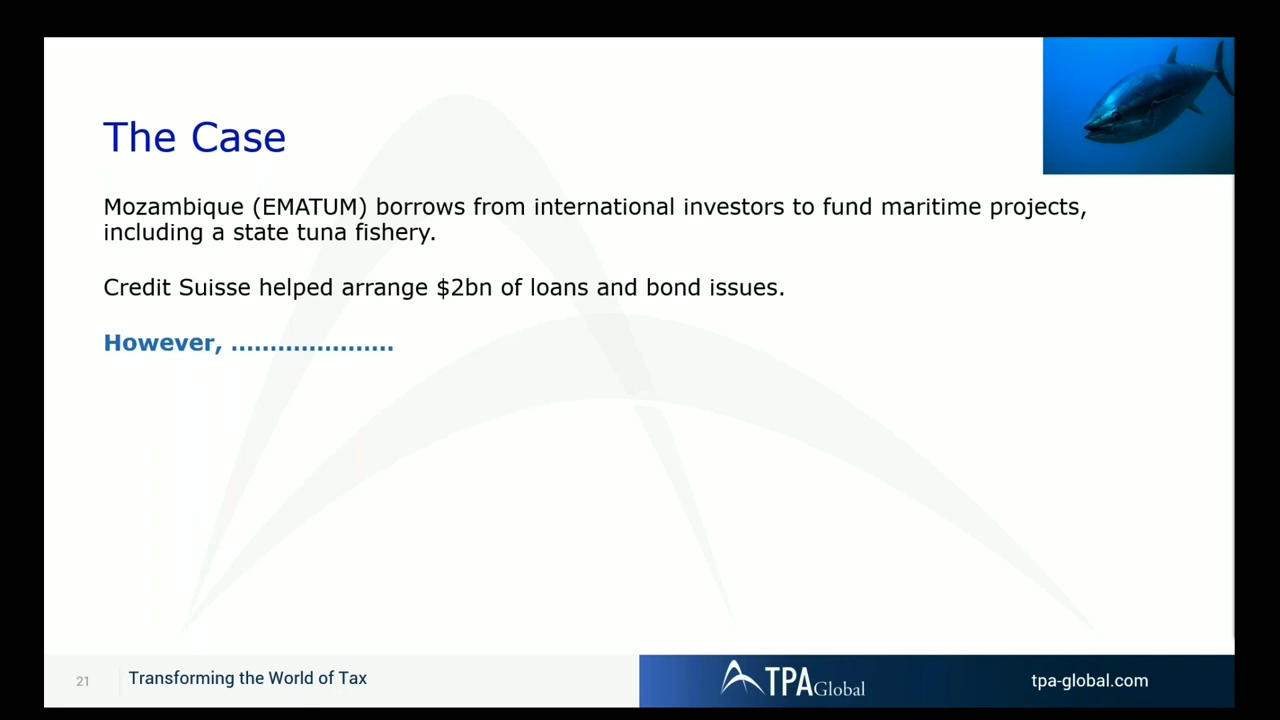 The Case
Mozambique (EMATUM) borrows from international investors to fund maritime projects,
including a state tuna fishery.
Credit Suisse helped arrange $2bn of loans and bond issues.
However, .....................
21
Transforming the World of Tax
TPA Global
tpa-global.com